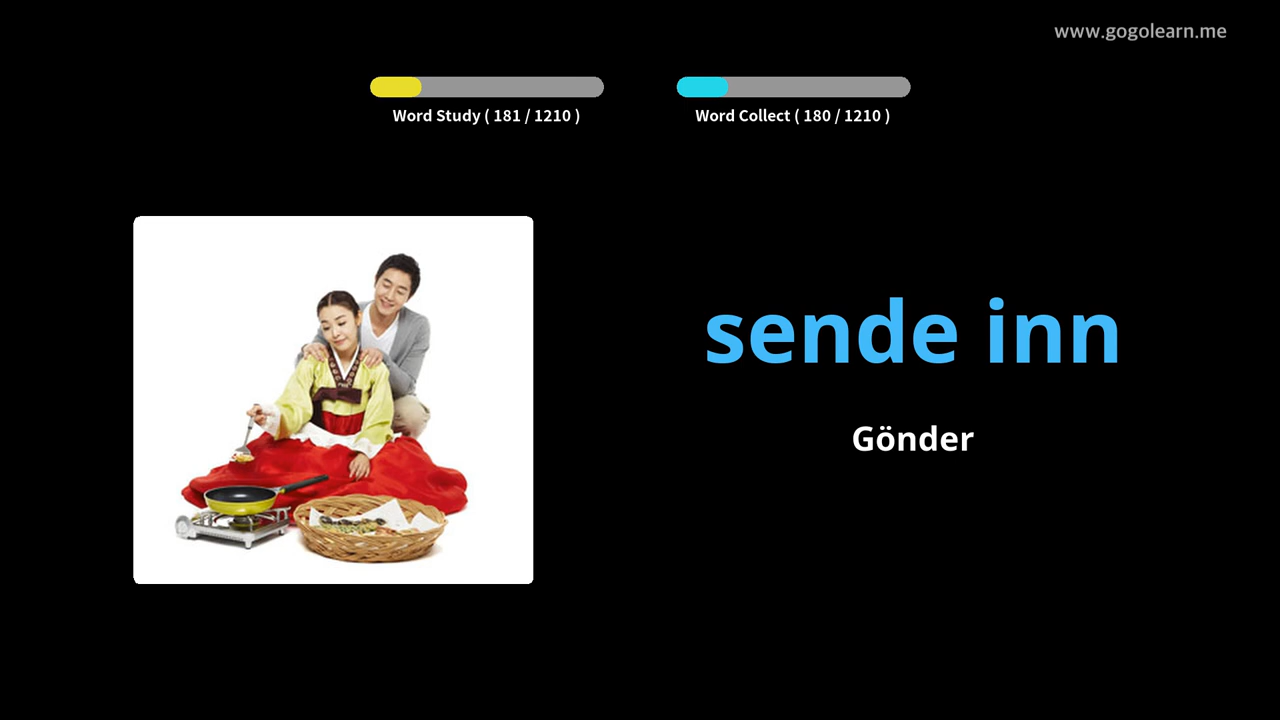 www.gogolearn.me
Word Study ( 181 / 1210 )
Word Collect ( 180 / 1210 )
sende inn
Gönder